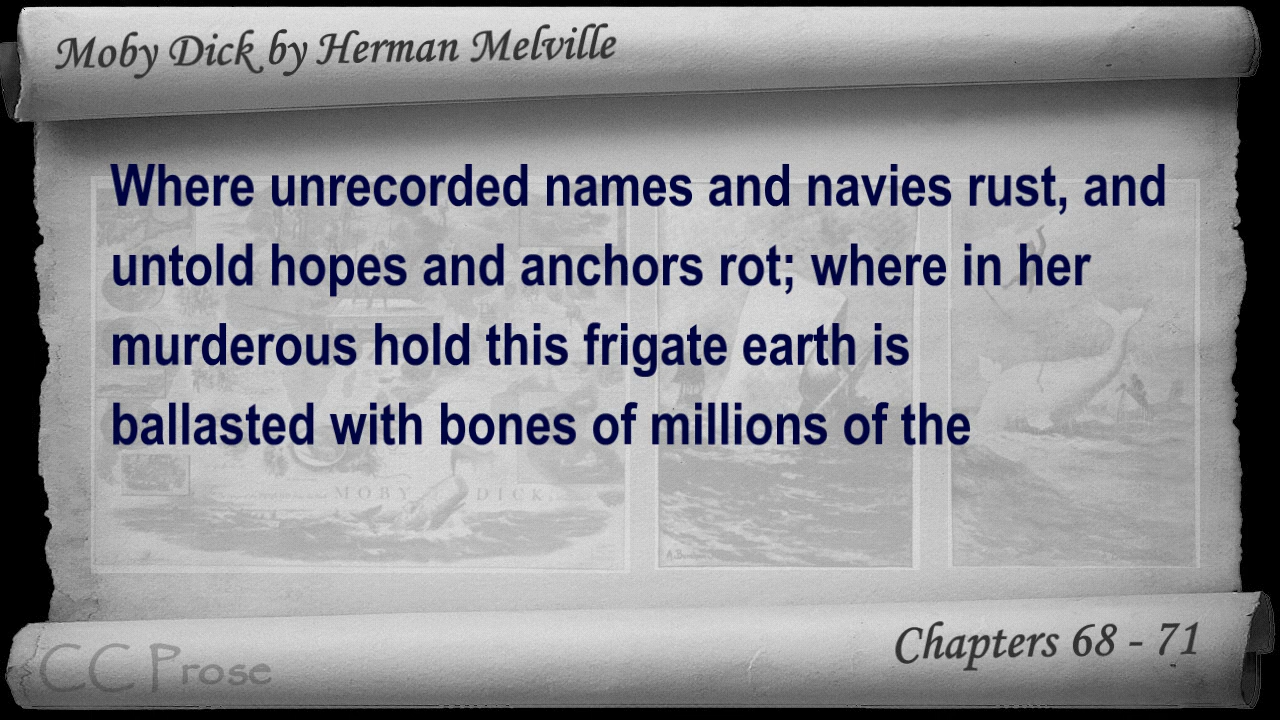 Moby Dick by Herman Melville
Where unrecorded names and navies rust, and
untold hopes and anchors rot; where in her
murderous hold this frigate earth is
ballasted with bones of millions of the
MOBY DICK
Chapters 68 - 71
CC Prose